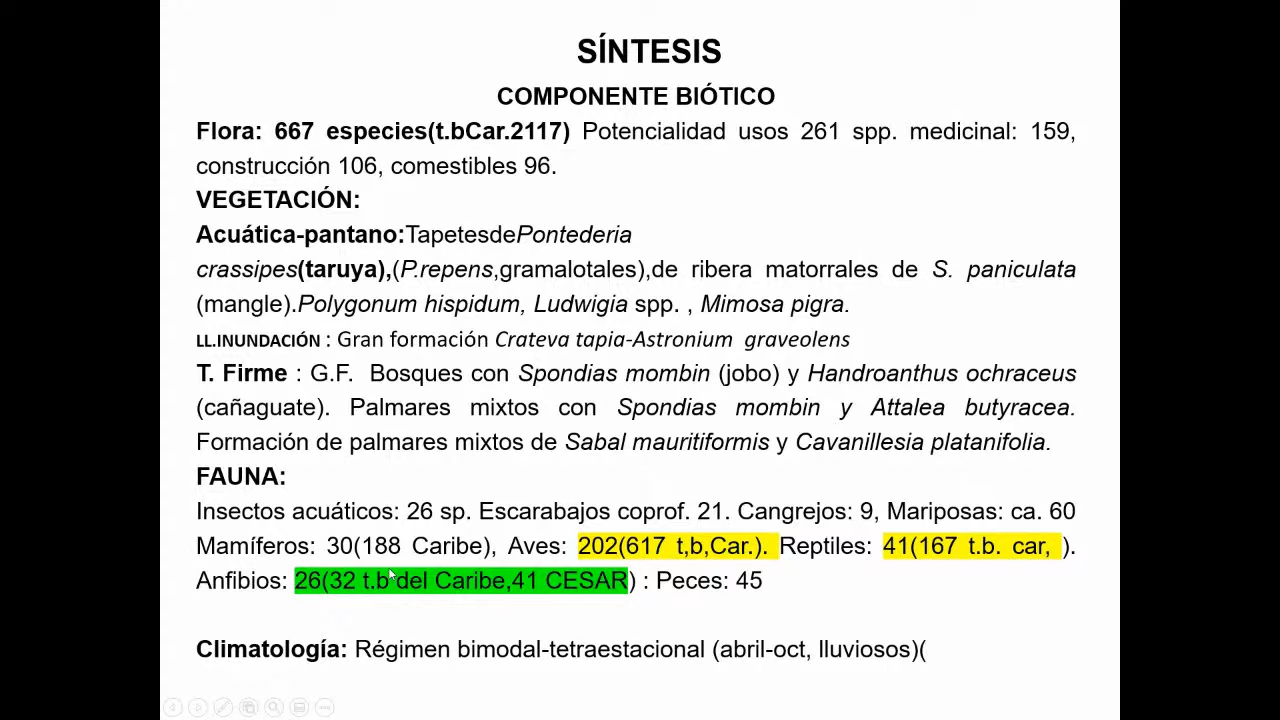 SÍNTESIS
COMPONENTE BIÓTICO
Flora: 667 especies(t.bCar.2117) Potencialidad usos 261 spp. medicinal: 159,
construcción 106, comestibles 96.
VEGETACIÓN:
Acuática-pantano:TapetesdePontederia
crassipes(taruya),(P.repens,gramalotales),de ribera matorrales de S. paniculata
(mangle).Polygonum hispidum, Ludwigia spp. , Mimosa pigra.
LL.INUNDACIÓN : Gran formación Crateva tapia-Astronium graveolens
T. Firme : G.F. Bosques con Spondias mombin (jobo) y Handroanthus ochraceus
(cañaguate). Palmares mixtos con Spondias mombin y Attalea butyracea.
Formación de palmares mixtos de Sabal mauritiformis y Cavanillesia platanifolia.
FAUNA:
Insectos acuáticos: 26 sp. Escarabajos coprof. 21. Cangrejos: 9, Mariposas: ca. 60
Mamíferos: 30(188 Caribe), Aves: 202(617 t,b,Car.). Reptiles: 41(167 t.b. car, ).
Anfibios: 26(32 t.b del Caribe,41 CESAR) : Peces: 45
Climatología: Régimen bimodal-tetraestacional (abril-oct, lluviosos)(